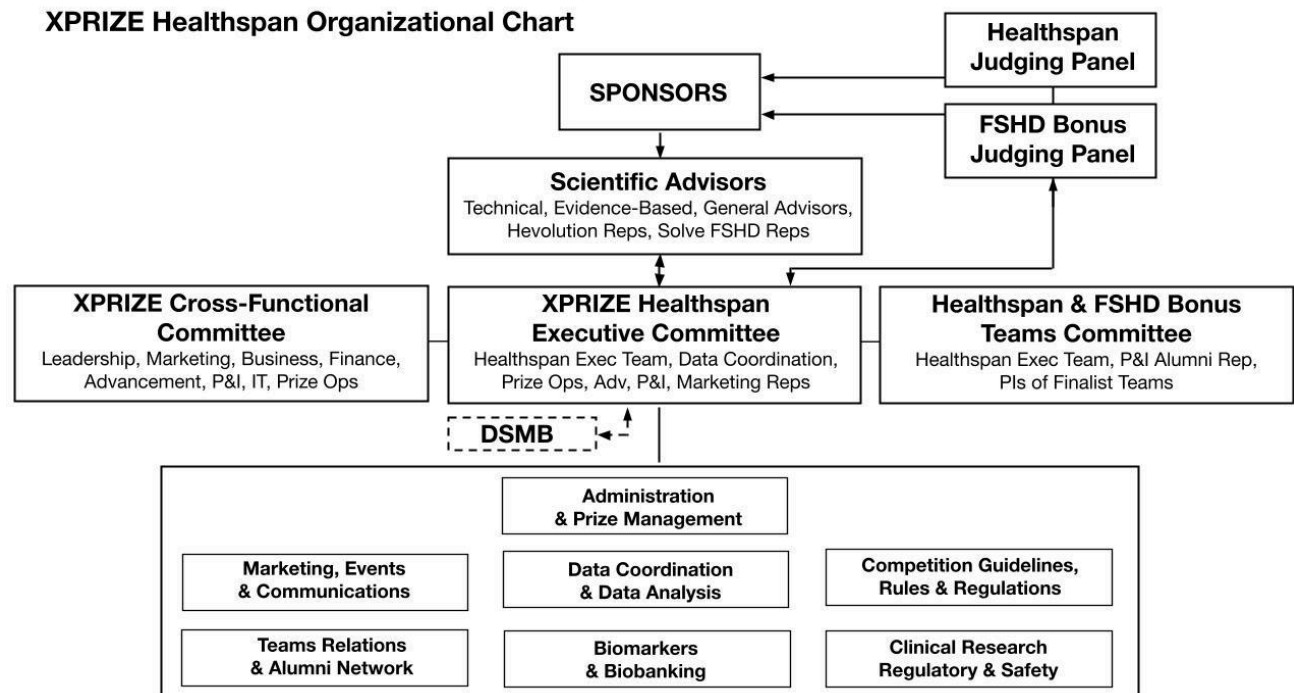 XPRIZE Healthspan Organizational Chart
Healthspan
Judging Panel
SPONSORS
FSHD Bonus
Judging Panel
Scientific Advisors
Technical, Evidence-Based, General Advisors,
Hevolution Reps, Solve FSHD Reps
XPRIZE Cross-Functional
Committee
Leadership, Marketing, Business, Finance,
Advancement, P&I, IT, Prize Ops
XPRIZE Healthspan
Executive Committee
Healthspan Exec Team, Data Coordination,
Prize Ops, Adv, P&I, Marketing Reps
Healthspan & FSHD Bonus
Teams Committee
Healthspan Exec Team, P&I Alumni Rep,
PIs of Finalist Teams
DSMB
Administration
& Prize Management
Marketing, Events
& Communications
Data Coordination
& Data Analysis
Competition Guidelines,
Rules & Regulations
Teams Relations
& Alumni Network
Biomarkers
& Biobanking
Clinical Research
Regulatory & Safety